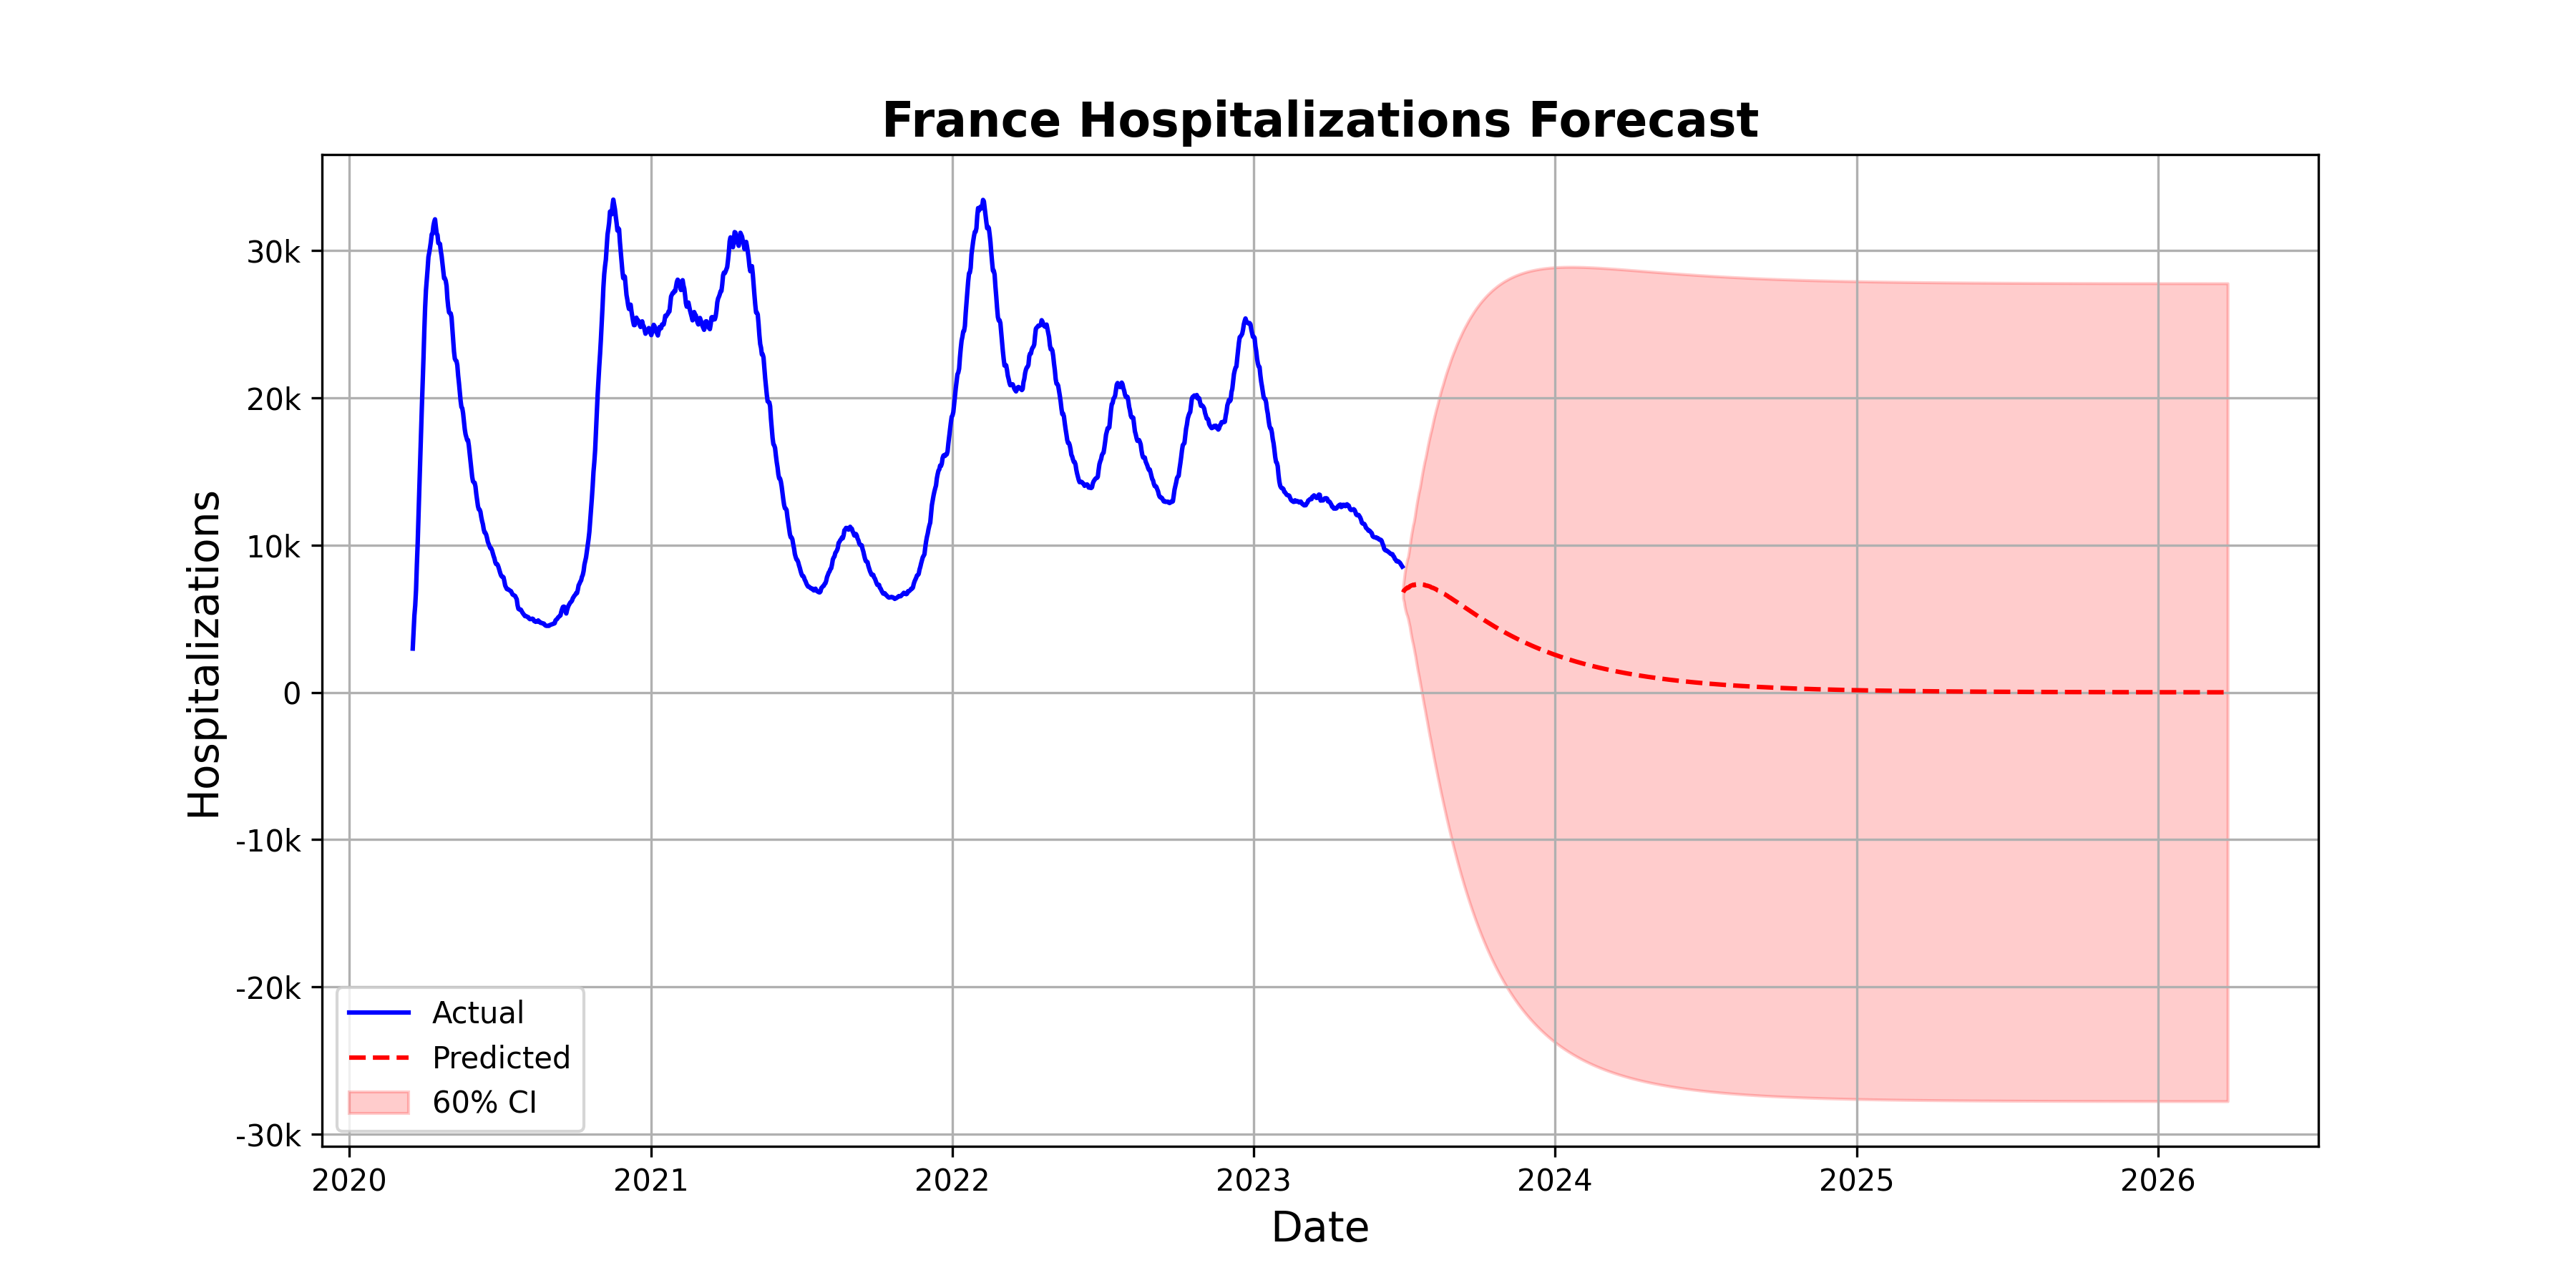 France Hospitalizations Forecast
Hospitalizations
30k
20k
10k
0
-10k
-20k
-30k
Actual
Predicted
60% CI
2020 2021 2022 2023 2024 2025 2026
Date